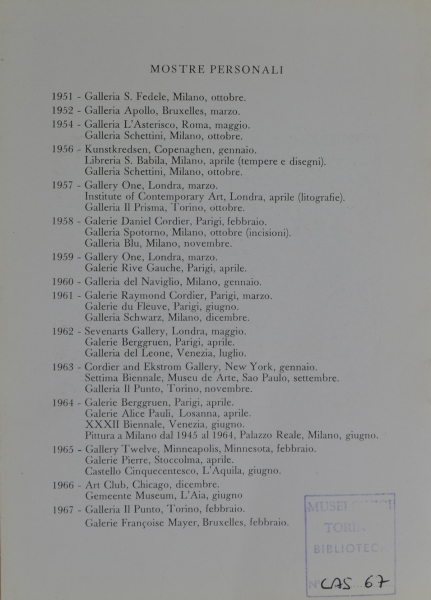 MOSTRE PERSONALI
1951 - Galleria S. Fedele, Milano, ottobre.
1952 - Galleria Apollo, Bruxelles, marzo.
1954 - Galleria L'Asterisco, Roma, maggio.
Galleria Schettini, Milano, ottobre.
1956 - Kunstkredsen, Copenaghen, gennaio.
Libreria S. Babila, Milano, aprile (tempere e disegni).
Galleria Schettini, Milano, ottobre.
1957 - Gallery One, Londra, marzo.
Institute of Contemporary Art, Londra, aprile (litografie).
Galleria Il Prisma, Torino, ottobre.
1958 - Galerie Daniel Cordier, Parigi, febbraio.
Galleria Spotorno, Milano, ottobre (incisioni).
Galleria Blu, Milano, novembre.
1959 - Gallery One, Londra, marzo.
Galerie Rive Gauche, Parigi, aprile.
1960 - Galleria del Naviglio, Milano, gennaio.
1961 - Galerie Raymond Cordier, Parigi, marzo.
Galerie du Fleuve, Parigi, giugno.
Galleria Schwarz, Milano, dicembre.
1962 - Sevenarts Gallery, Londra, maggio.
Galerie Berggruen, Parigi, aprile.
Galleria del Leone, Venezia, luglio.
1963 - Cordier and Ekstrom Gallery, New York, gennaio.
Settima Biennale, Museu de Arte, Sao Paulo, settembre.
Galleria Il Punto, Torino, novembre.
1964 - Galerie Berggruen, Parigi, aprile.
Galerie Alice Pauli, Losanna, aprile.
XXXII Biennale, Venezia, giugno.
Pittura a Milano dal 1945 al 1964, Palazzo Reale, Milano, giugno.
1965 - Gallery Twelve, Minneapolis, Minnesota, febbraio.
Galerie Pierre, Stoccolma, aprile.
Castello Cinquecentesco, L'Aquila, giugno.
1966 - Art Club, Chicago, dicembre.
Gemeente Museum, L'Aia, giugno
1967 - Galleria Il Punto, Torino, febbraio.
Galerie Françoise Mayer, Bruxelles, febbraio.
MUSEI
BIBLIOTECA
CAS 67